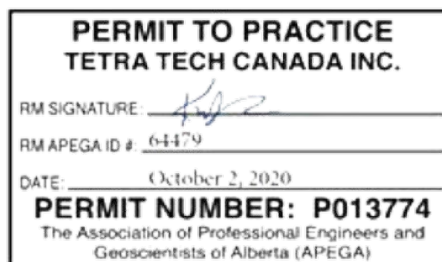 PERMIT TO PRACTICE
TETRA TECH CANADA INC.
RM SIGNATURE:
RM APEGA ID #: 64479
DATE: October 2, 2020
PERMIT NUMBER: P013774
The Association of Professional Engineers and
Geoscientists of Alberta (APEGA)